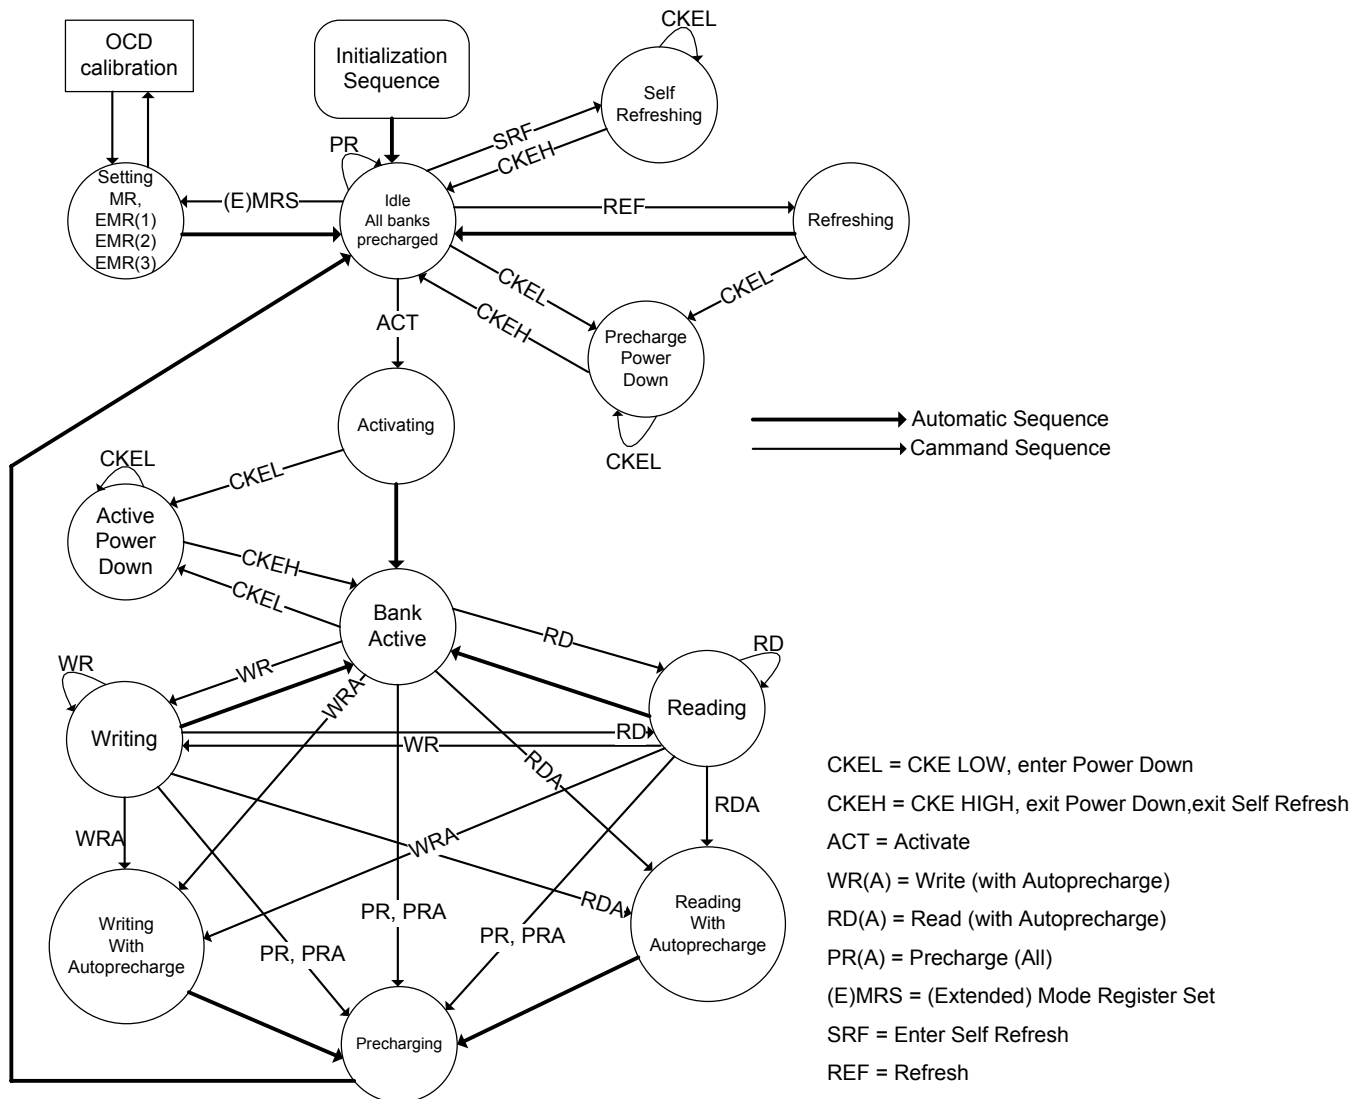 CKEL
OCD
calibration
Initialization
Sequence
Self
Refreshing
SRF
CKEH
PR
Setting
MR,
EMR(1)
EMR(2)
EMR(3)
(E)MRS
Idle
All banks
precharged
REF
Refreshing
CKEL
CKEH
CKEL
ACT
Precharge
Power
Down
CKEL
Activating
Automatic Sequence
Cammand Sequence
CKEL
CKEL
Active
Power
Down
CKEH
CKEL
Bank
Active
RD
RD
WR
WR
WRA
Reading
Writing
RD
WR
RDA
RDA
WRA
WRA
CKEL = CKE LOW, enter Power Down
CKEH = CKE HIGH, exit Power Down,exit Self Refresh
ACT = Activate
WR(A) = Write (with Autoprecharge)
RD(A) = Read (with Autoprecharge)
PR(A) = Precharge (All)
(E)MRS = (Extended) Mode Register Set
SRF = Enter Self Refresh
REF = Refresh
Writing
With
Autoprecharge
PR, PRA
PR, PRA
PR, PRA
RDA
Reading
With
Autoprecharge
Precharging